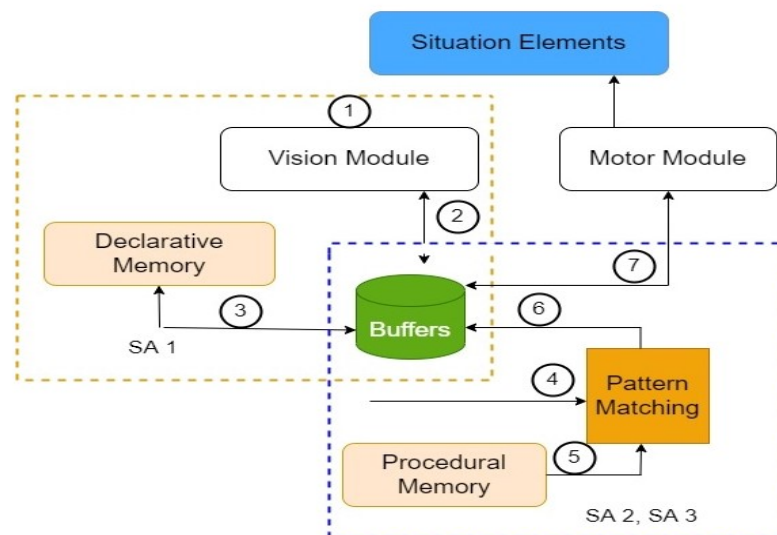 Situation Elements
1
Vision Module
Motor Module
2
Declarative
Memory
7
3
Buffers
6
SA 1
4
Pattern
Matching
Procedural
Memory
5
SA 2, SA 3